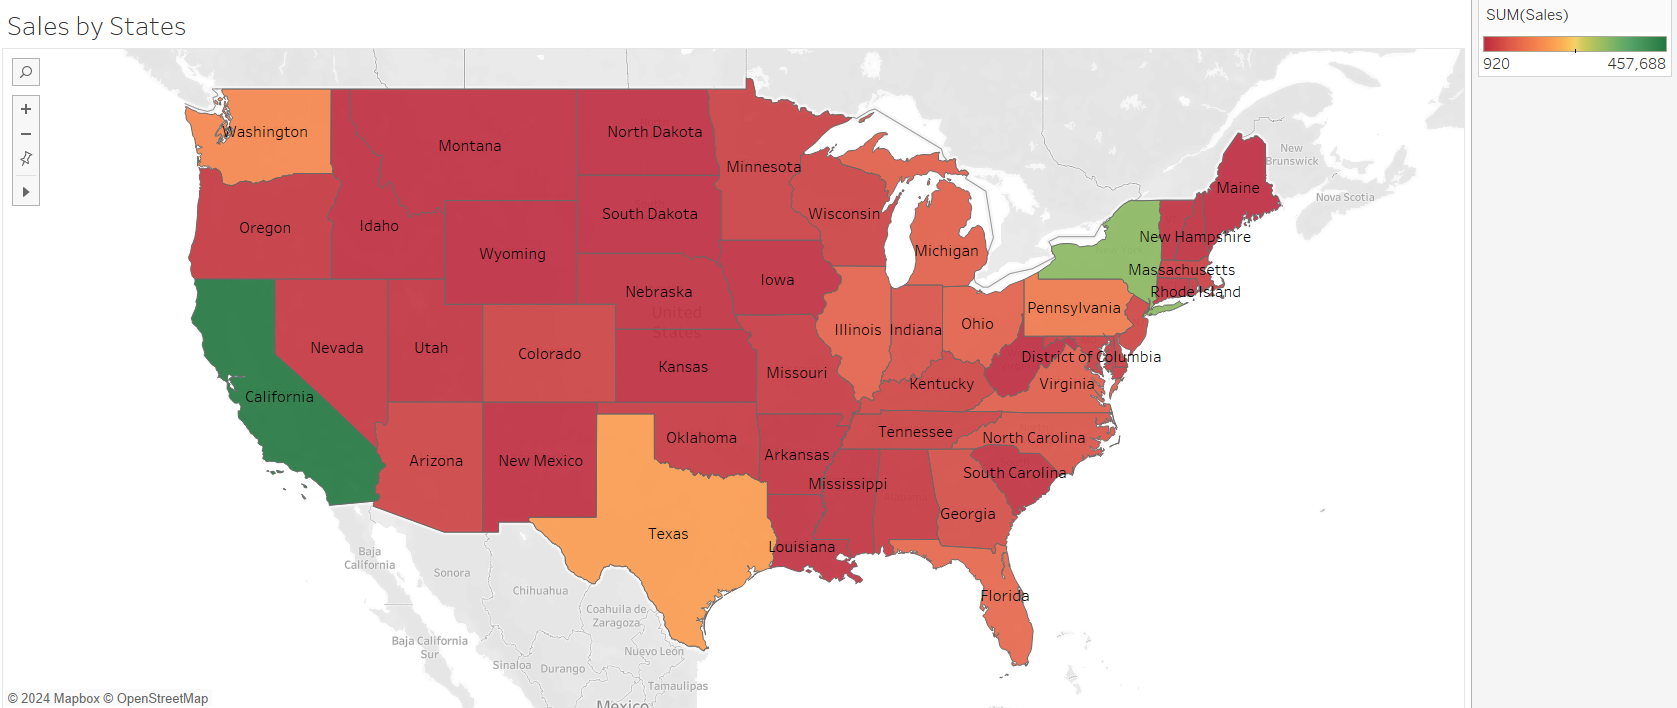 Sales by States
SUM(Sales)
920
457,688
Washington
Montana
North Dakota
Minnesota
New
Brunswick
Maine
Nova Scotia
Oregon
Idaho
South Dakota
Wisconsin
Wyoming
Michigan
New Hampshire
Massachusetts
Rhode Island
Iowa
Nebraska
United
States
Pennsylvania
Illinois
Indiana
Ohio
Nevada
Utah
Colorado
Kansas
Missouri
District of Columbia
Kentucky
Virginia
California
Arizona
New Mexico
Oklahoma
Arkansas
Tennessee
North Carolina
South Carolina
Mississippi
Georgia
Texas
Louisiana
Florida
Baja
California
Sonora
Chihuahua
Coahuila de
Zaragoza
Baja California
Sur
Nuevo León
Sinaloa
Durango
Tamaulipas
Mexico
© 2024 Mapbox © OpenStreetMap